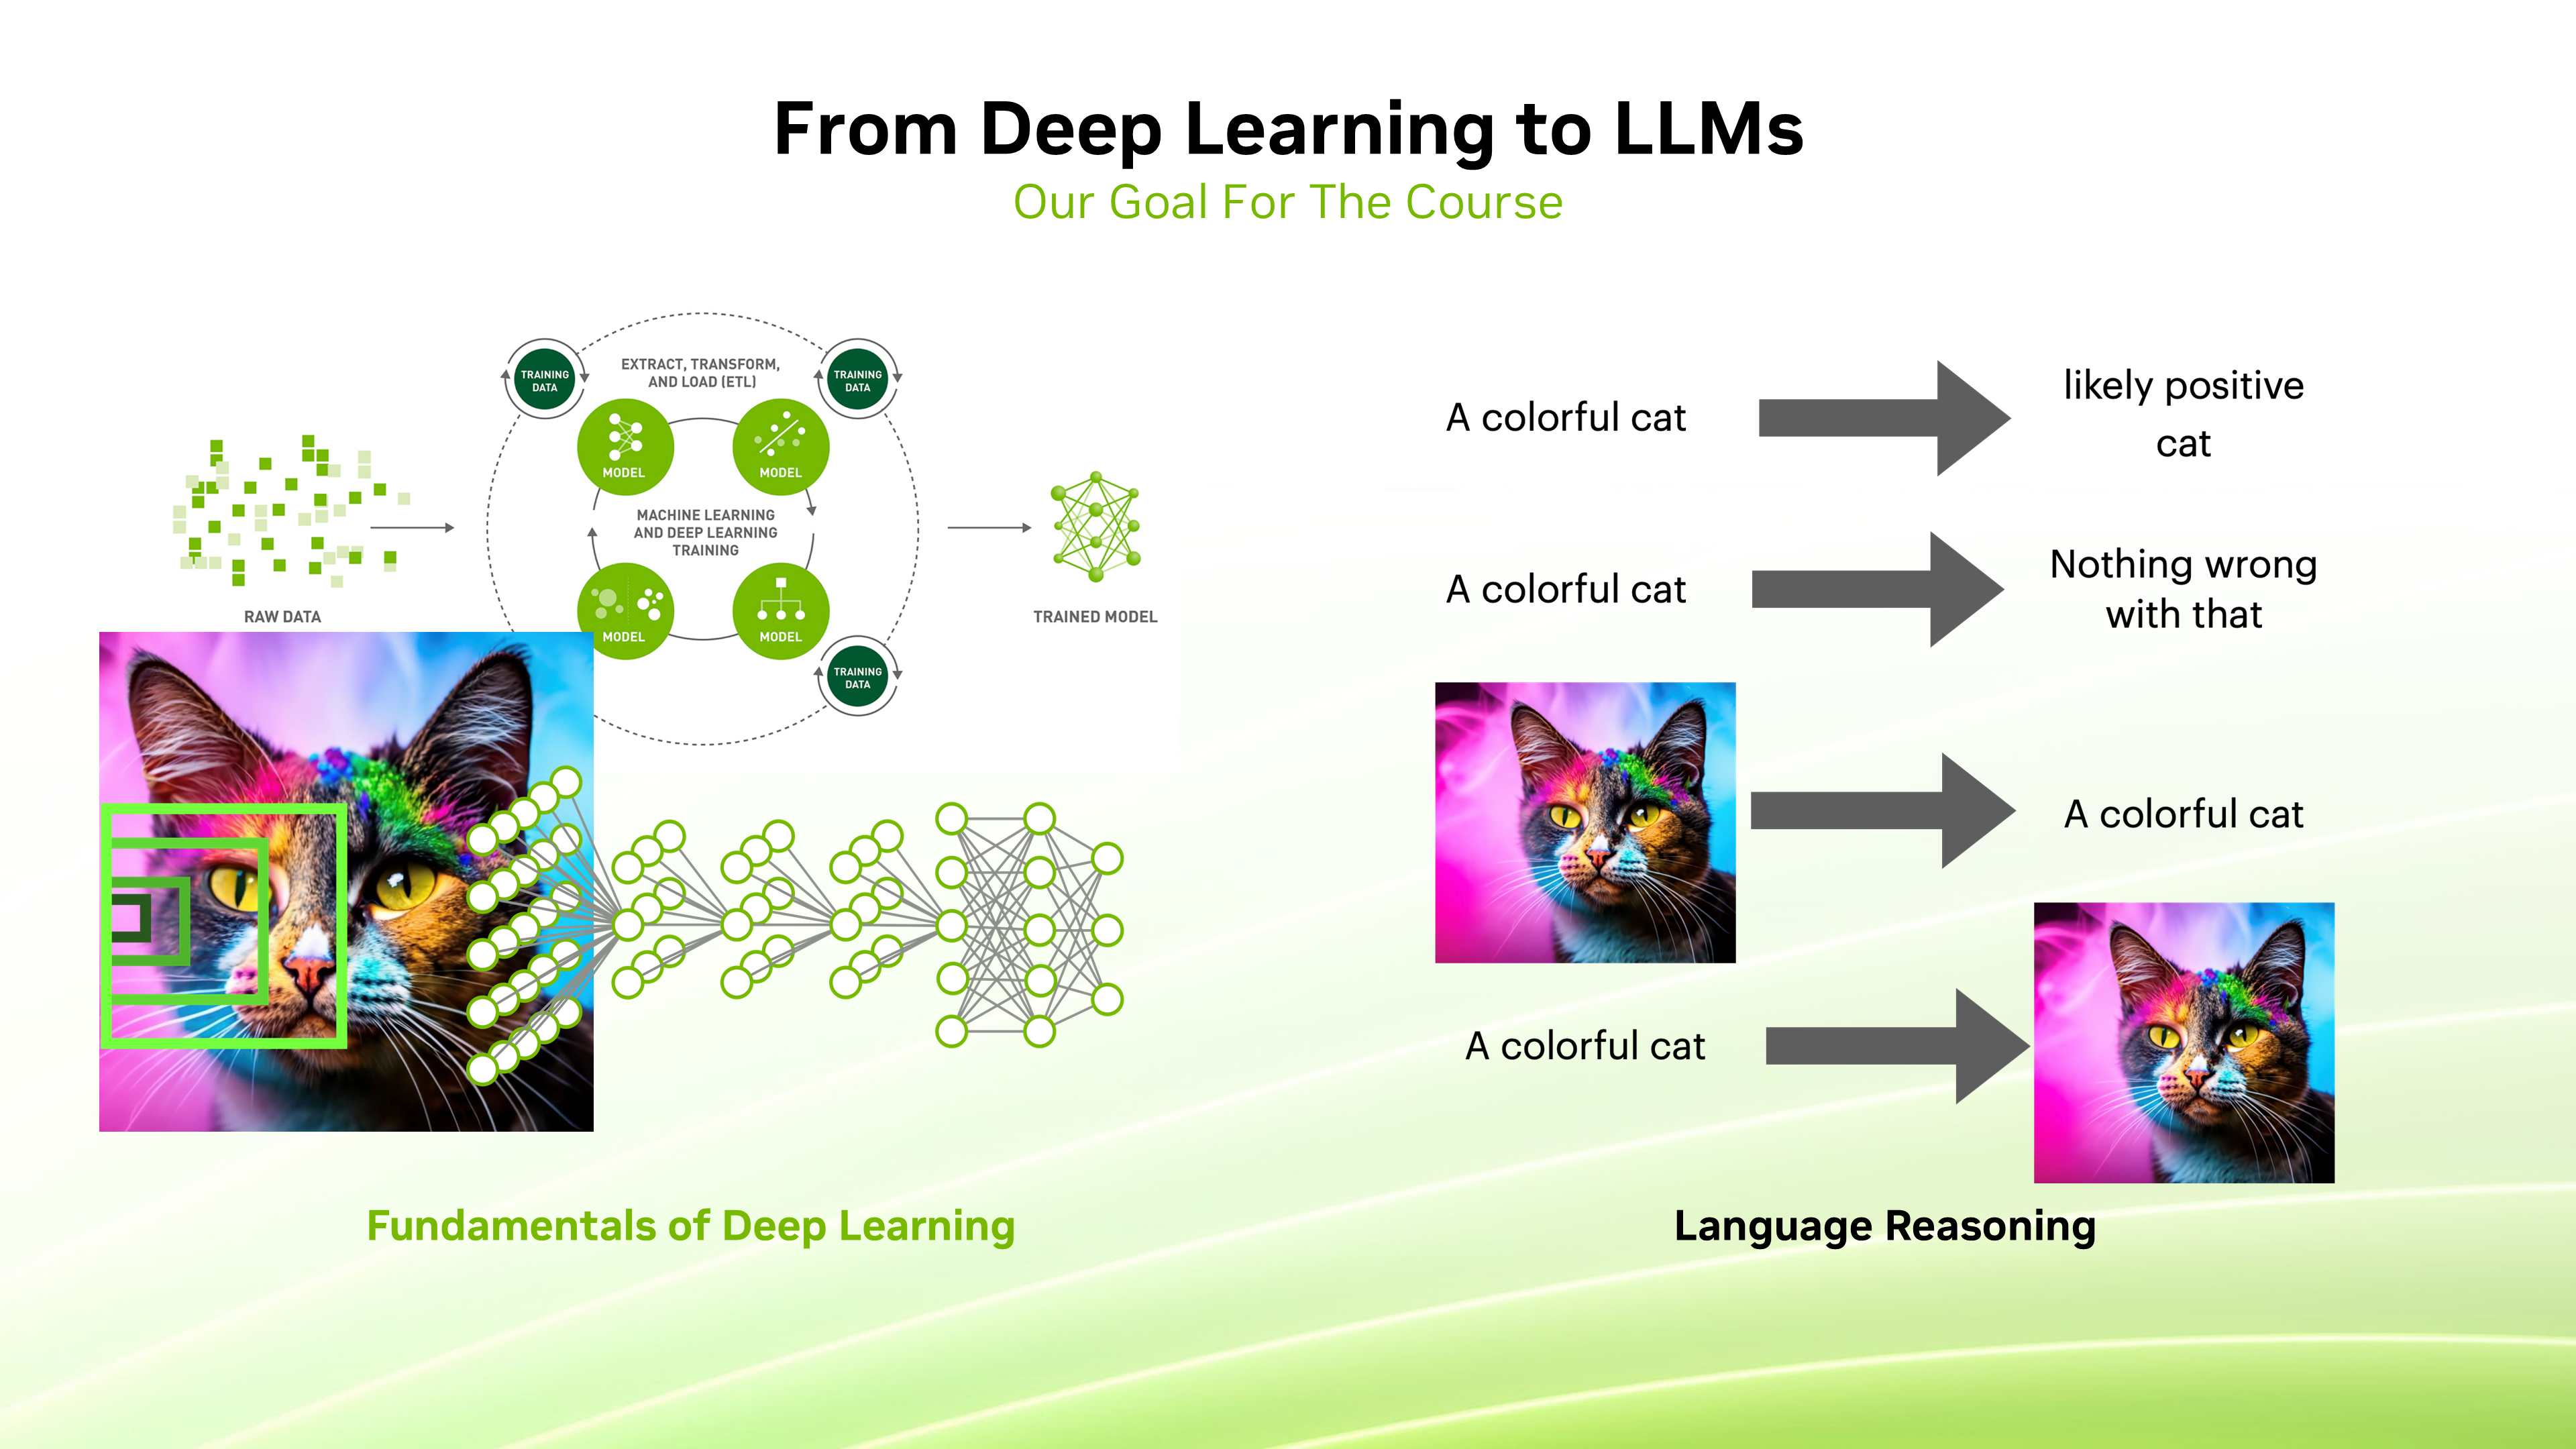 From Deep Learning to LLMs
Our Goal For The Course
TRAINING
DATA
EXTRACT, TRANSFORM,
AND LOAD (ETL)
TRAINING
DATA
MODEL
MODEL
MACHINE LEARNING
AND DEEP LEARNING
TRAINING
RAW DATA
TRAINED MODEL
MODEL
MODEL
TRAINING
DATA
Fundamentals of Deep Learning
A colorful cat
likely positive
cat
A colorful cat
Nothing wrong
with that
A colorful cat
A colorful cat
Language Reasoning